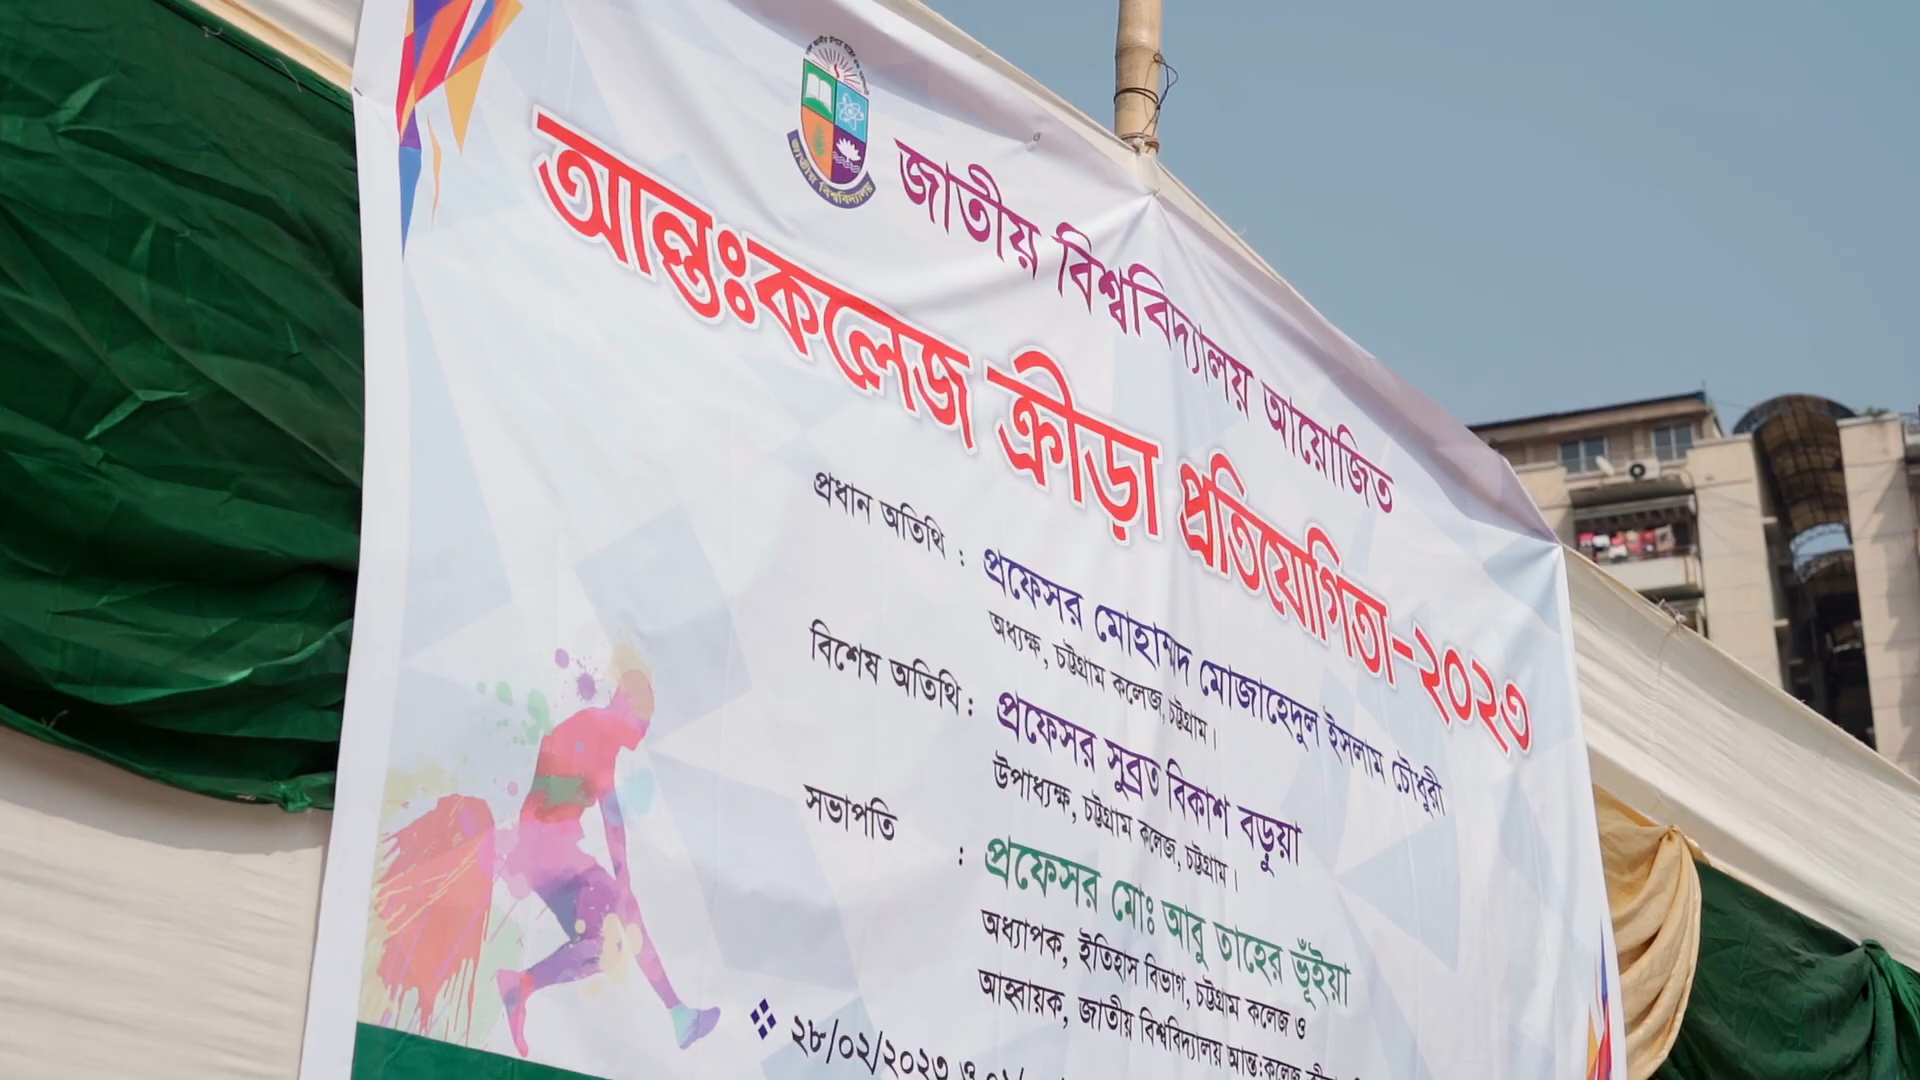 জাতীয় বিশ্ববিদ্যালয়
জাতীয় বিশ্ববিদ্যালয় আয়োজিত
আন্তঃকলেজ ক্রীড়া প্রতিযোগিতা-২০২৩
প্রধান অতিথি : প্রফেসর মোহাম্মদ মোজাহেদুল ইসলাম চৌধুরী
অধ্যক্ষ, চট্টগ্রাম কলেজ, চট্টগ্রাম।
বিশেষ অতিথি : প্রফেসর সুব্রত বিকাশ বড়ুয়া
উপাধ্যক্ষ, চট্টগ্রাম কলেজ, চট্টগ্রাম।
সভাপতি : প্রফেসর মোঃ আবু তাহের ভূঁইয়া
অধ্যাপক, ইতিহাস বিভাগ, চট্টগ্রাম কলেজ ও
আহ্বায়ক, জাতীয় বিশ্ববিদ্যালয় আন্ত:কলেজ
২৮/০২/২০২৩ ও